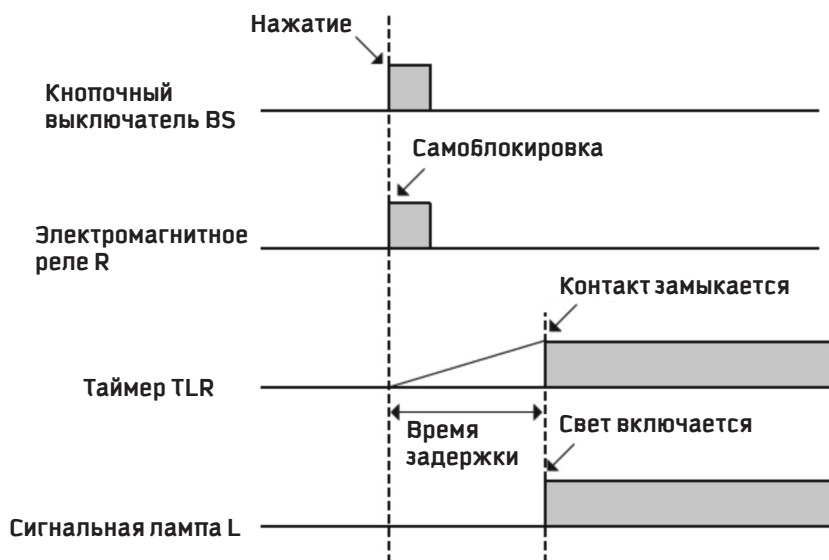 Нажатие
Кнопочный
выключатель BS
Самоблокировка
Электромагнитное
реле R
Контакт замыкается
Таймер TLR
Время
задержки
Свет включается
Сигнальная лампа L